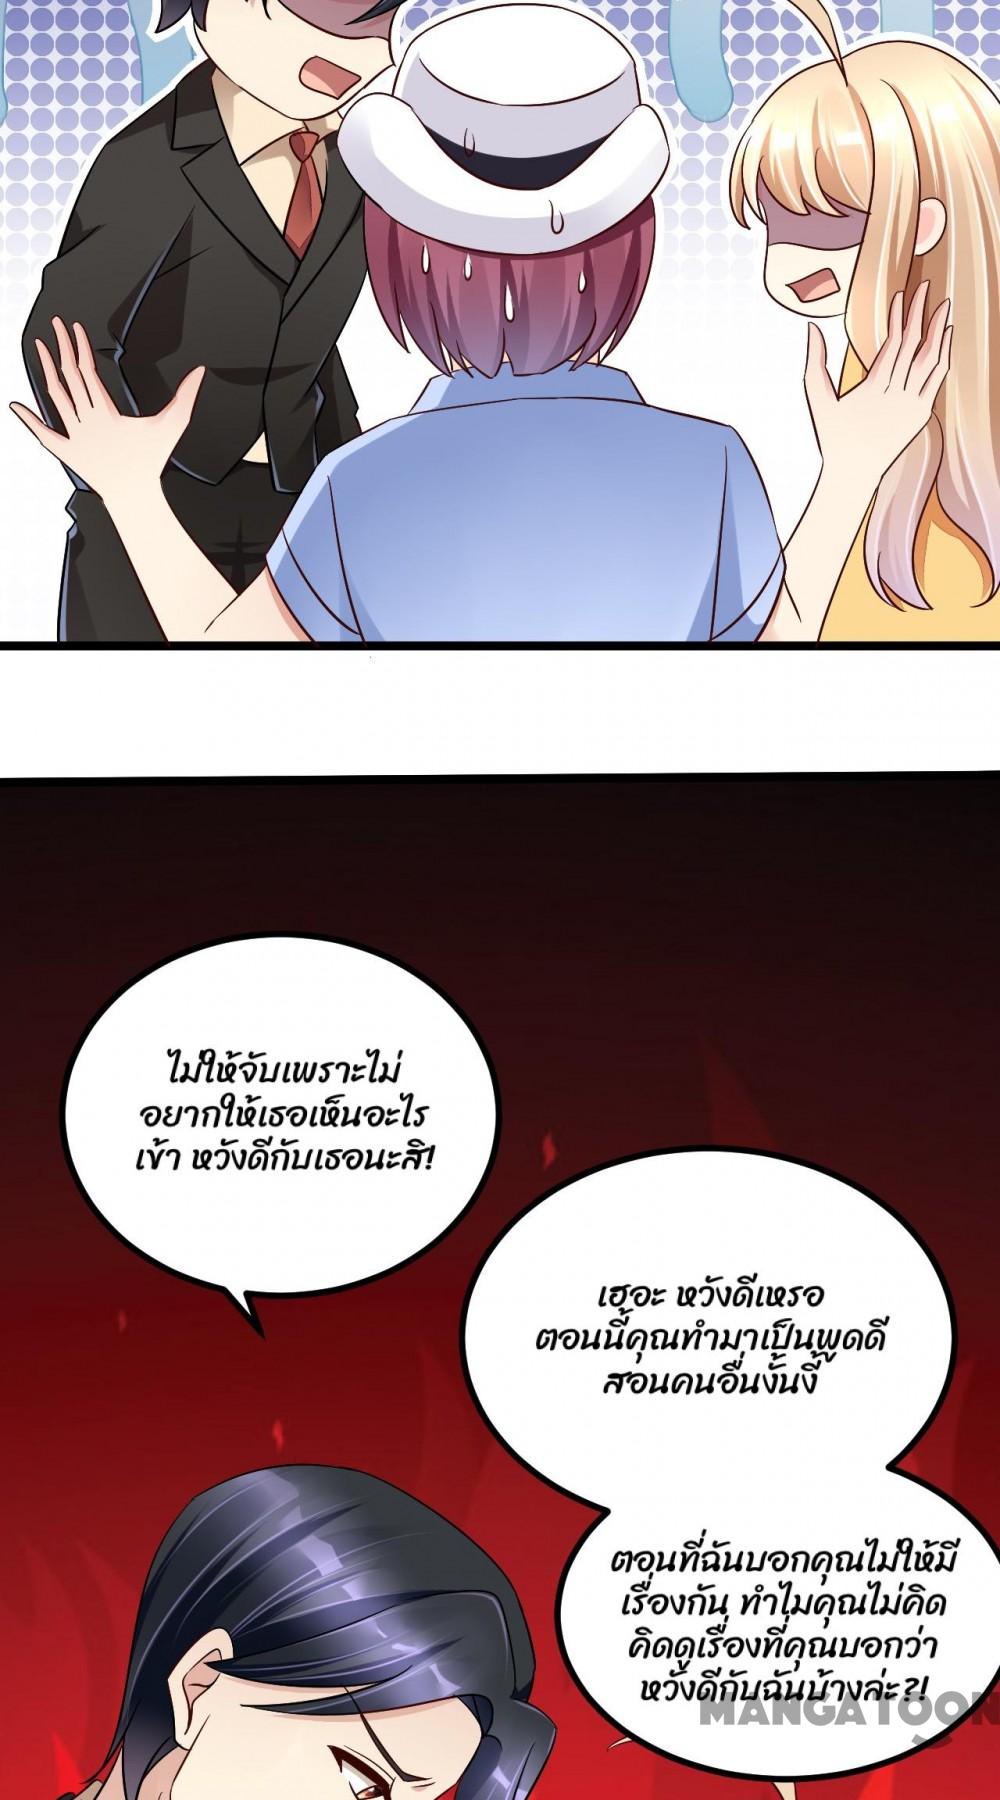 ไม่ให้จับเพราะไม่
อยากให้เธอเห็นอะไร
เข้า หวังดีกับเธอนะสิ!
เฮอะ หวังดีเหรอ
ตอนนี้คุณทำมาเป็นพูดดี
สอนคนอื่นงั้นงี้
ตอนที่ฉันบอกคุณไม่ให้มี
เรื่องกัน ทำไมคุณไม่คิด
คิดดูเรื่องที่คุณบอกว่า
หวังดีกับฉันบ้างล่ะ?!
MANGATOON